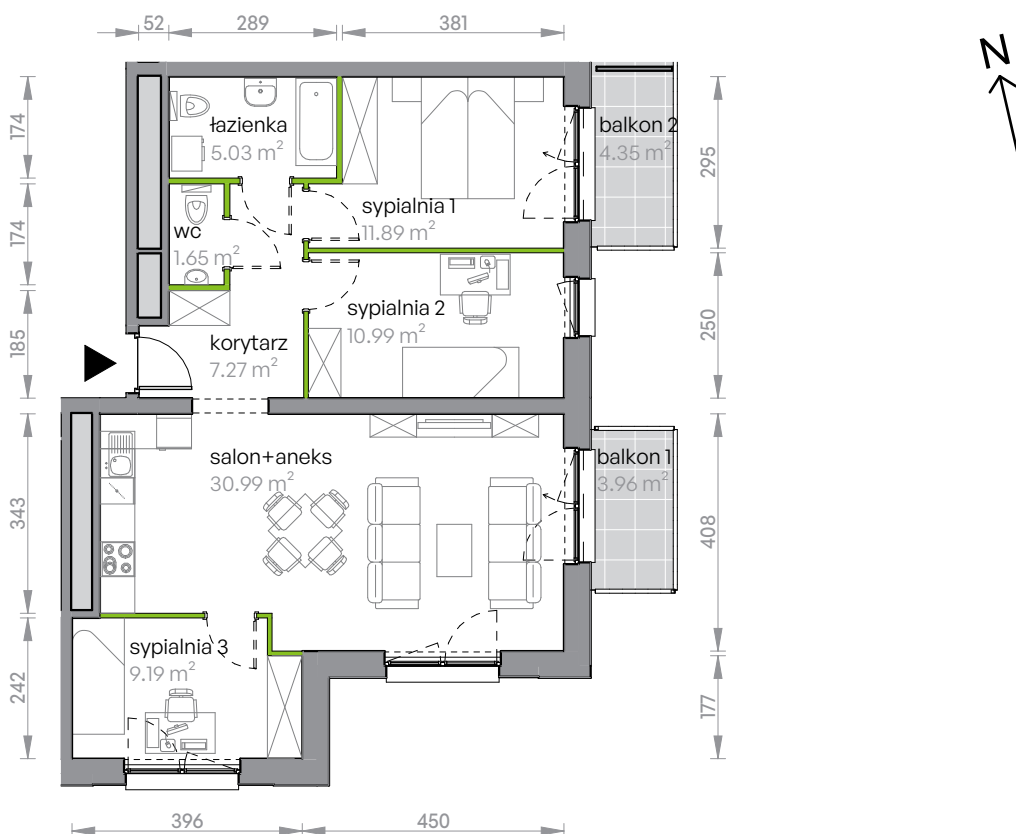 52
289
381
N
174
łazienka
5.03 m²
balkon 2
4.35 m²
295
sypialnia 1
11.89 m²
174
wc
1.65 m²
sypialnia 2
10.99 m²
250
185
korytarz
7.27 m²
salon+aneks
30.99 m²
balkon 1
3.96 m²
343
408
sypialnia 3
9.19 m²
242
177
396
450